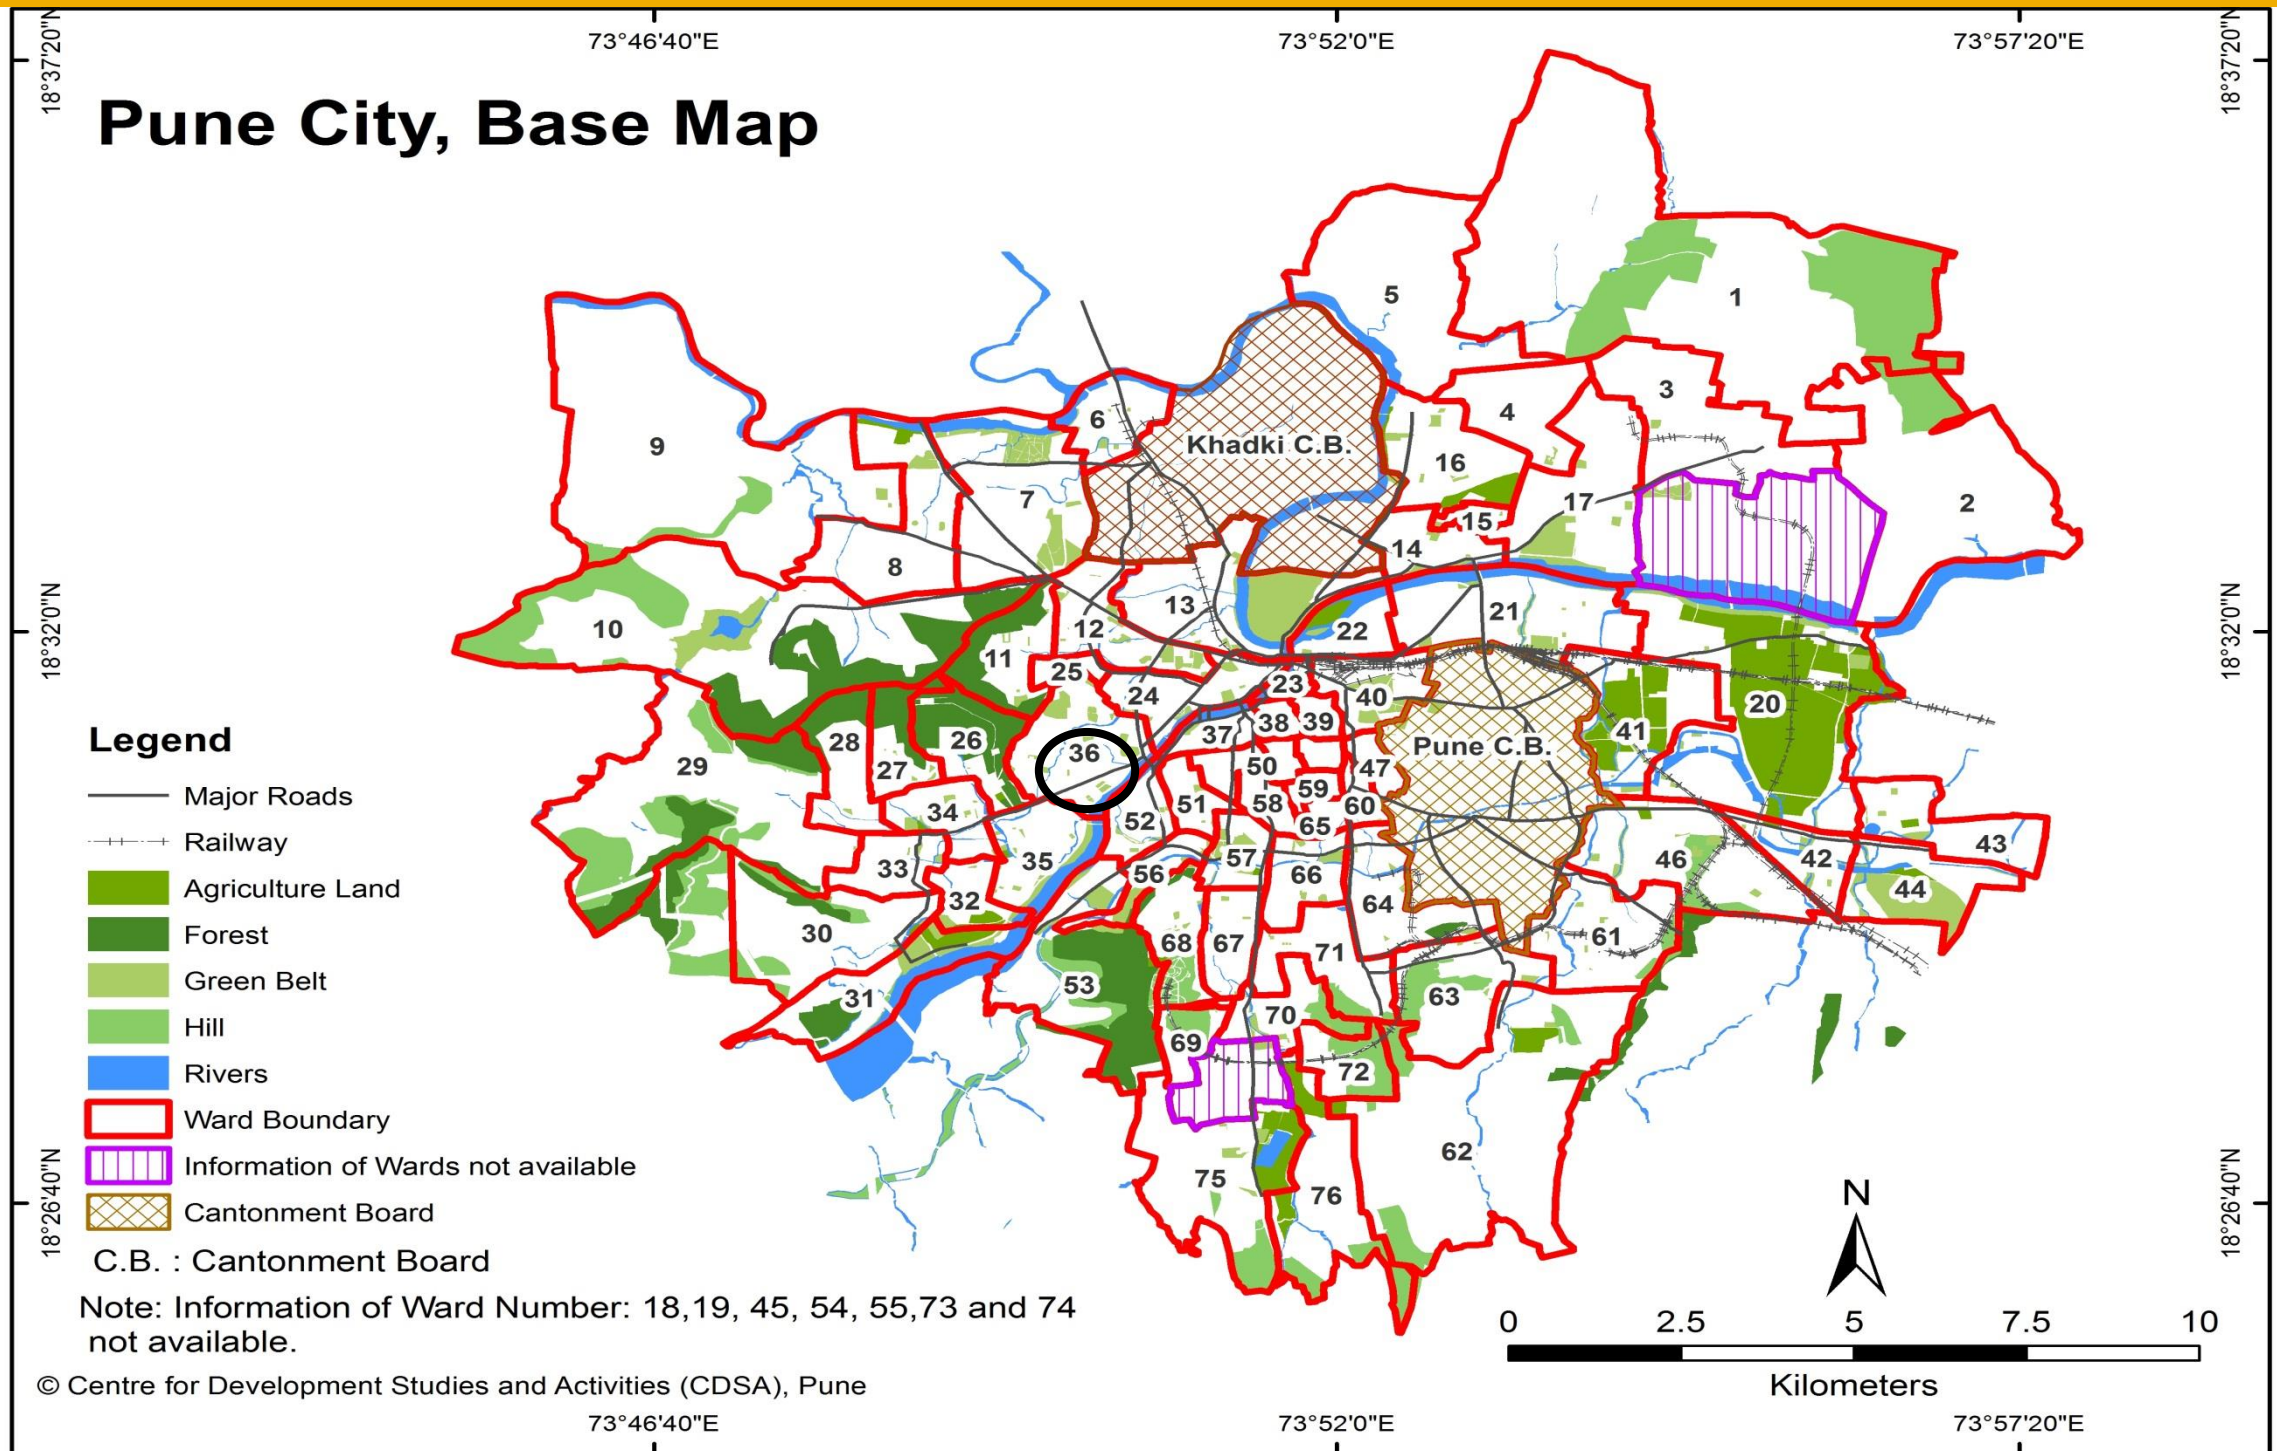 73°46'40"E
73°52'0"E
73°57'20"E
18°37'20"N
18°37'20"N
Pune City, Base Map
5
1
3
4
6
9
Khadki C.B.
16
7
17
2
15
14
8
13
21
10
12
22
11
25
23
24
40
20
38
39
37
41
28
26
36
Pune C.B.
29
27
50
47
59
51
58
60
34
52
65
43
35
57
46
42
33
56
66
44
32
64
30
68
67
61
71
53
31
63
70
69
72
62
75
76
18°32'0"N
18°32'0"N
Legend
Major Roads
Railway
Agriculture Land
Forest
Green Belt
Hill
Rivers
Ward Boundary
Information of Wards not available
Cantonment Board
C.B. : Cantonment Board
Note: Information of Ward Number: 18,19, 45, 54, 55,73 and 74
not available.
© Centre for Development Studies and Activities (CDSA), Pune
18°26'40"N
18°26'40"N
N
0 2.5 5 7.5 10
Kilometers
73°46'40"E
73°52'0"E
73°57'20"E